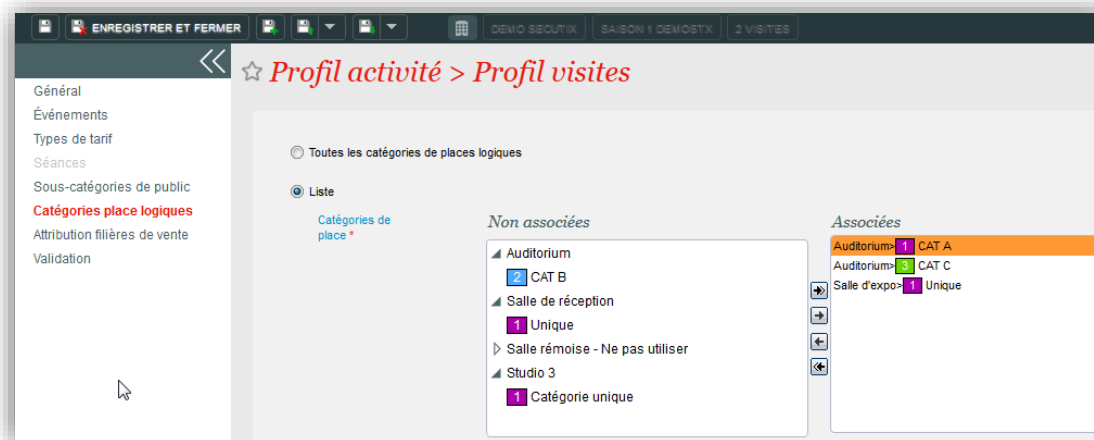 ENREGISTRER ET FERMER DEMO SECUTIX SAISON 1 DEMOSTX 2 VISITES
Profil activité > Profil visites
Général
Événements
Types de tarif
Séances
Sous-catégories de public
Catégories place logiques
Attribution filières de vente
Validation
Toutes les catégories de places logiques
Liste
Catégories de
place *
Non associées
Auditorium
2 CAT B
Salle de réception
1 Unique
Salle rémoise - Ne pas utiliser
Studio 3
1 Catégorie unique
Associées
Auditorium> 1 CAT A
Auditorium> 3 CAT C
Salle d'expo> 1 Unique